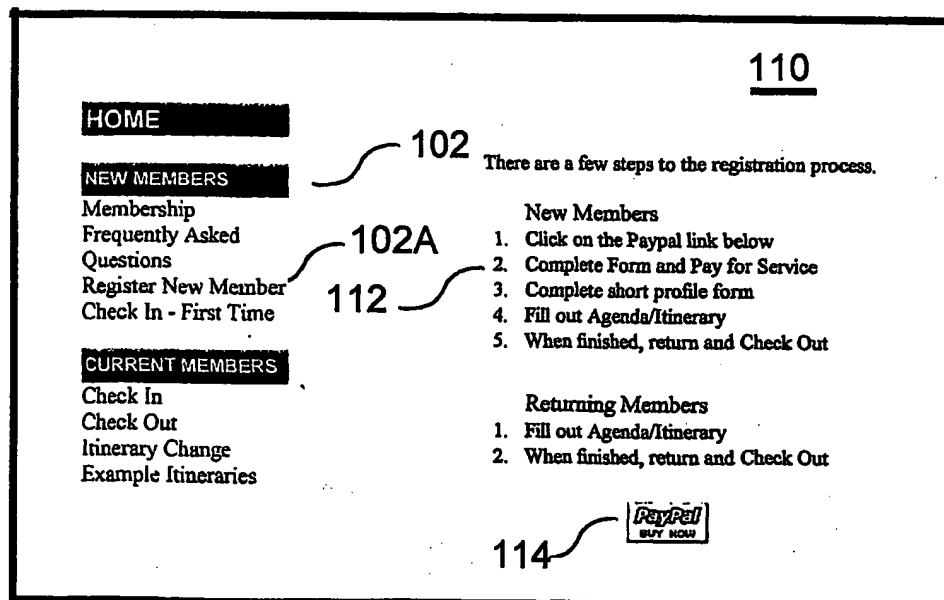 110
HOME
102
NEW MEMBERS
Membership
Frequently Asked
Questions
102A
Register New Member
112
Check In - First Time
CURRENT MEMBERS
Check In
Check Out
Itinerary Change
Example Itineraries
There are a few steps to the registration process.
New Members
1. Click on the Paypal link below
2. Complete Form and Pay for Service
3. Complete short profile form
4. Fill out Agenda/Itinerary
5. When finished, return and Check Out
Returning Members
1. Fill out Agenda/Itinerary
2. When finished, return and Check Out
PayPal
BUY NOW
114